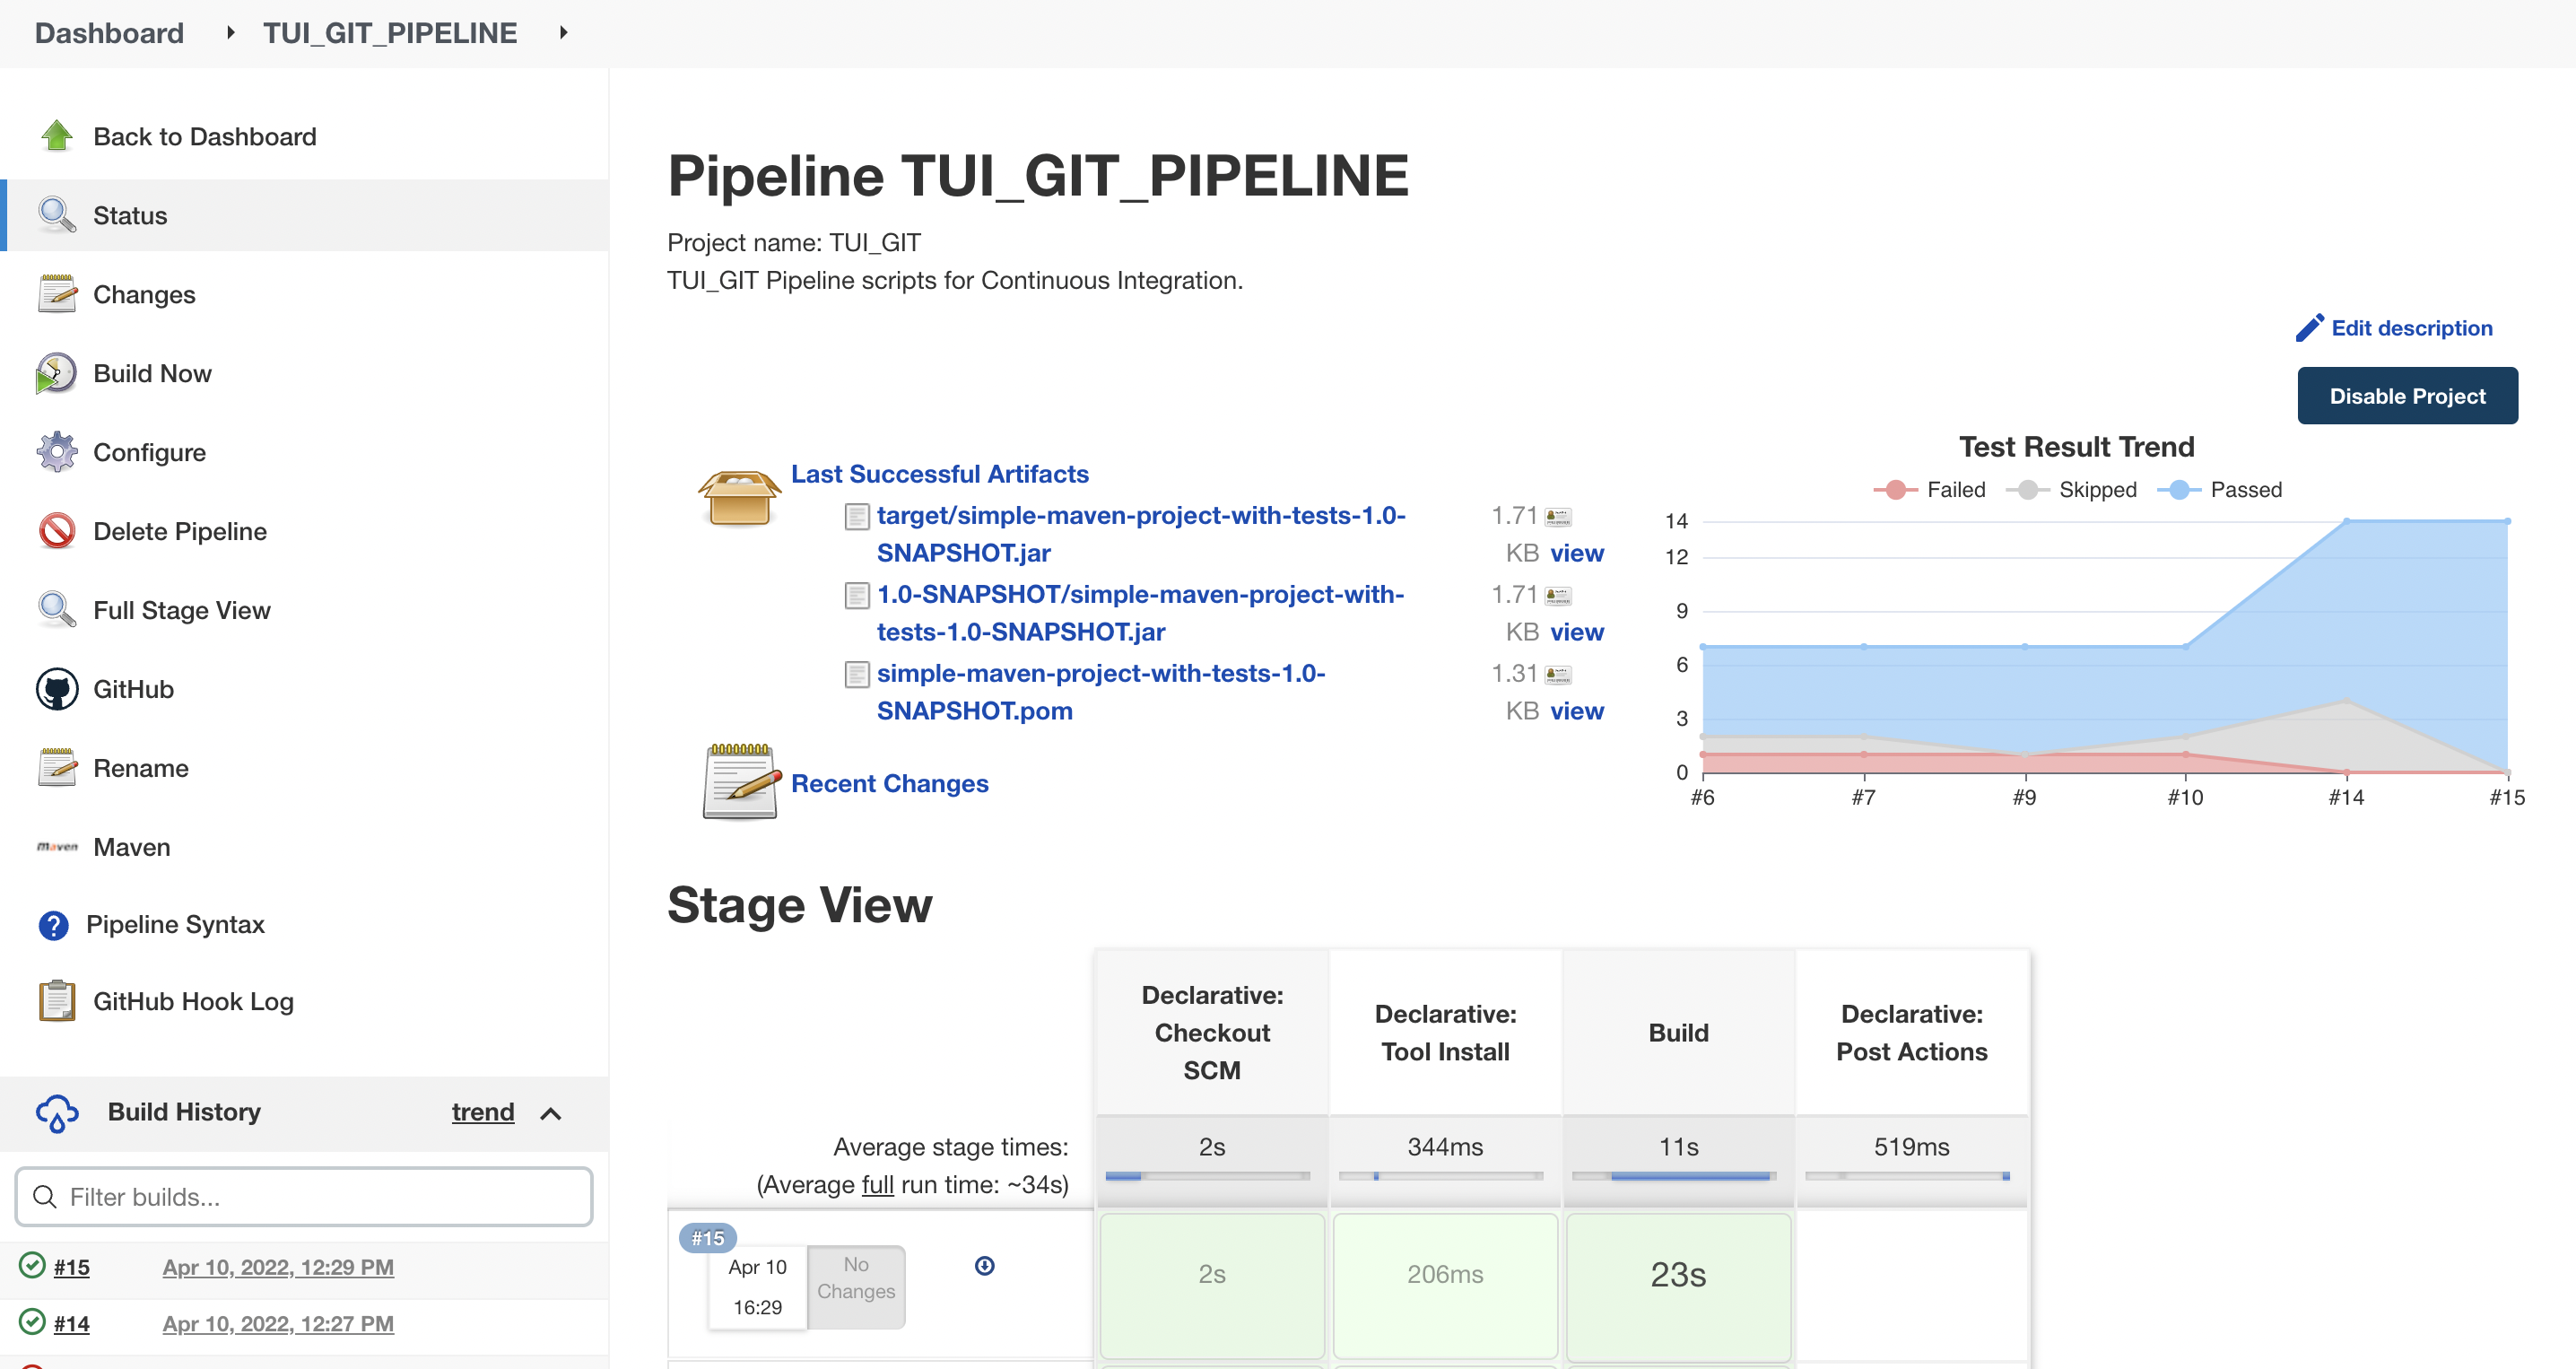 Dashboard
TUI_GIT_PIPELINE
Back to Dashboard
Status
Changes
Build Now
Configure
Delete Pipeline
Full Stage View
GitHub
Rename
maven Maven
? Pipeline Syntax
GitHub Hook Log
Build History trend
Filter builds...
#15 Apr 10, 2022, 12:29 PM
#14 Apr 10, 2022, 12:27 PM
Pipeline TUI_GIT_PIPELINE
Project name: TUI_GIT
TUI_GIT Pipeline scripts for Continuous Integration.
Edit description
Disable Project
Last Successful Artifacts
target/simple-maven-project-with-tests-1.0- 1.71
SNAPSHOT.jar KB view
1.0-SNAPSHOT/simple-maven-project-with- 1.71
tests-1.0-SNAPSHOT.jar KB view
simple-maven-project-with-tests-1.0- 1.31
SNAPSHOT.pom KB view
Recent Changes
Test Result Trend
Failed Skipped Passed
14
12
9
6
3
0
#6 #7 #9 #10 #14 #15
Stage View
Declarative:
Checkout
SCM
Declarative:
Tool Install
Build
Declarative:
Post Actions
Average stage times:
(Average full run time: ~34s)
2s 344ms 11s 519ms
#15
Apr 10
16:29
No
Changes
2s 206ms 23s